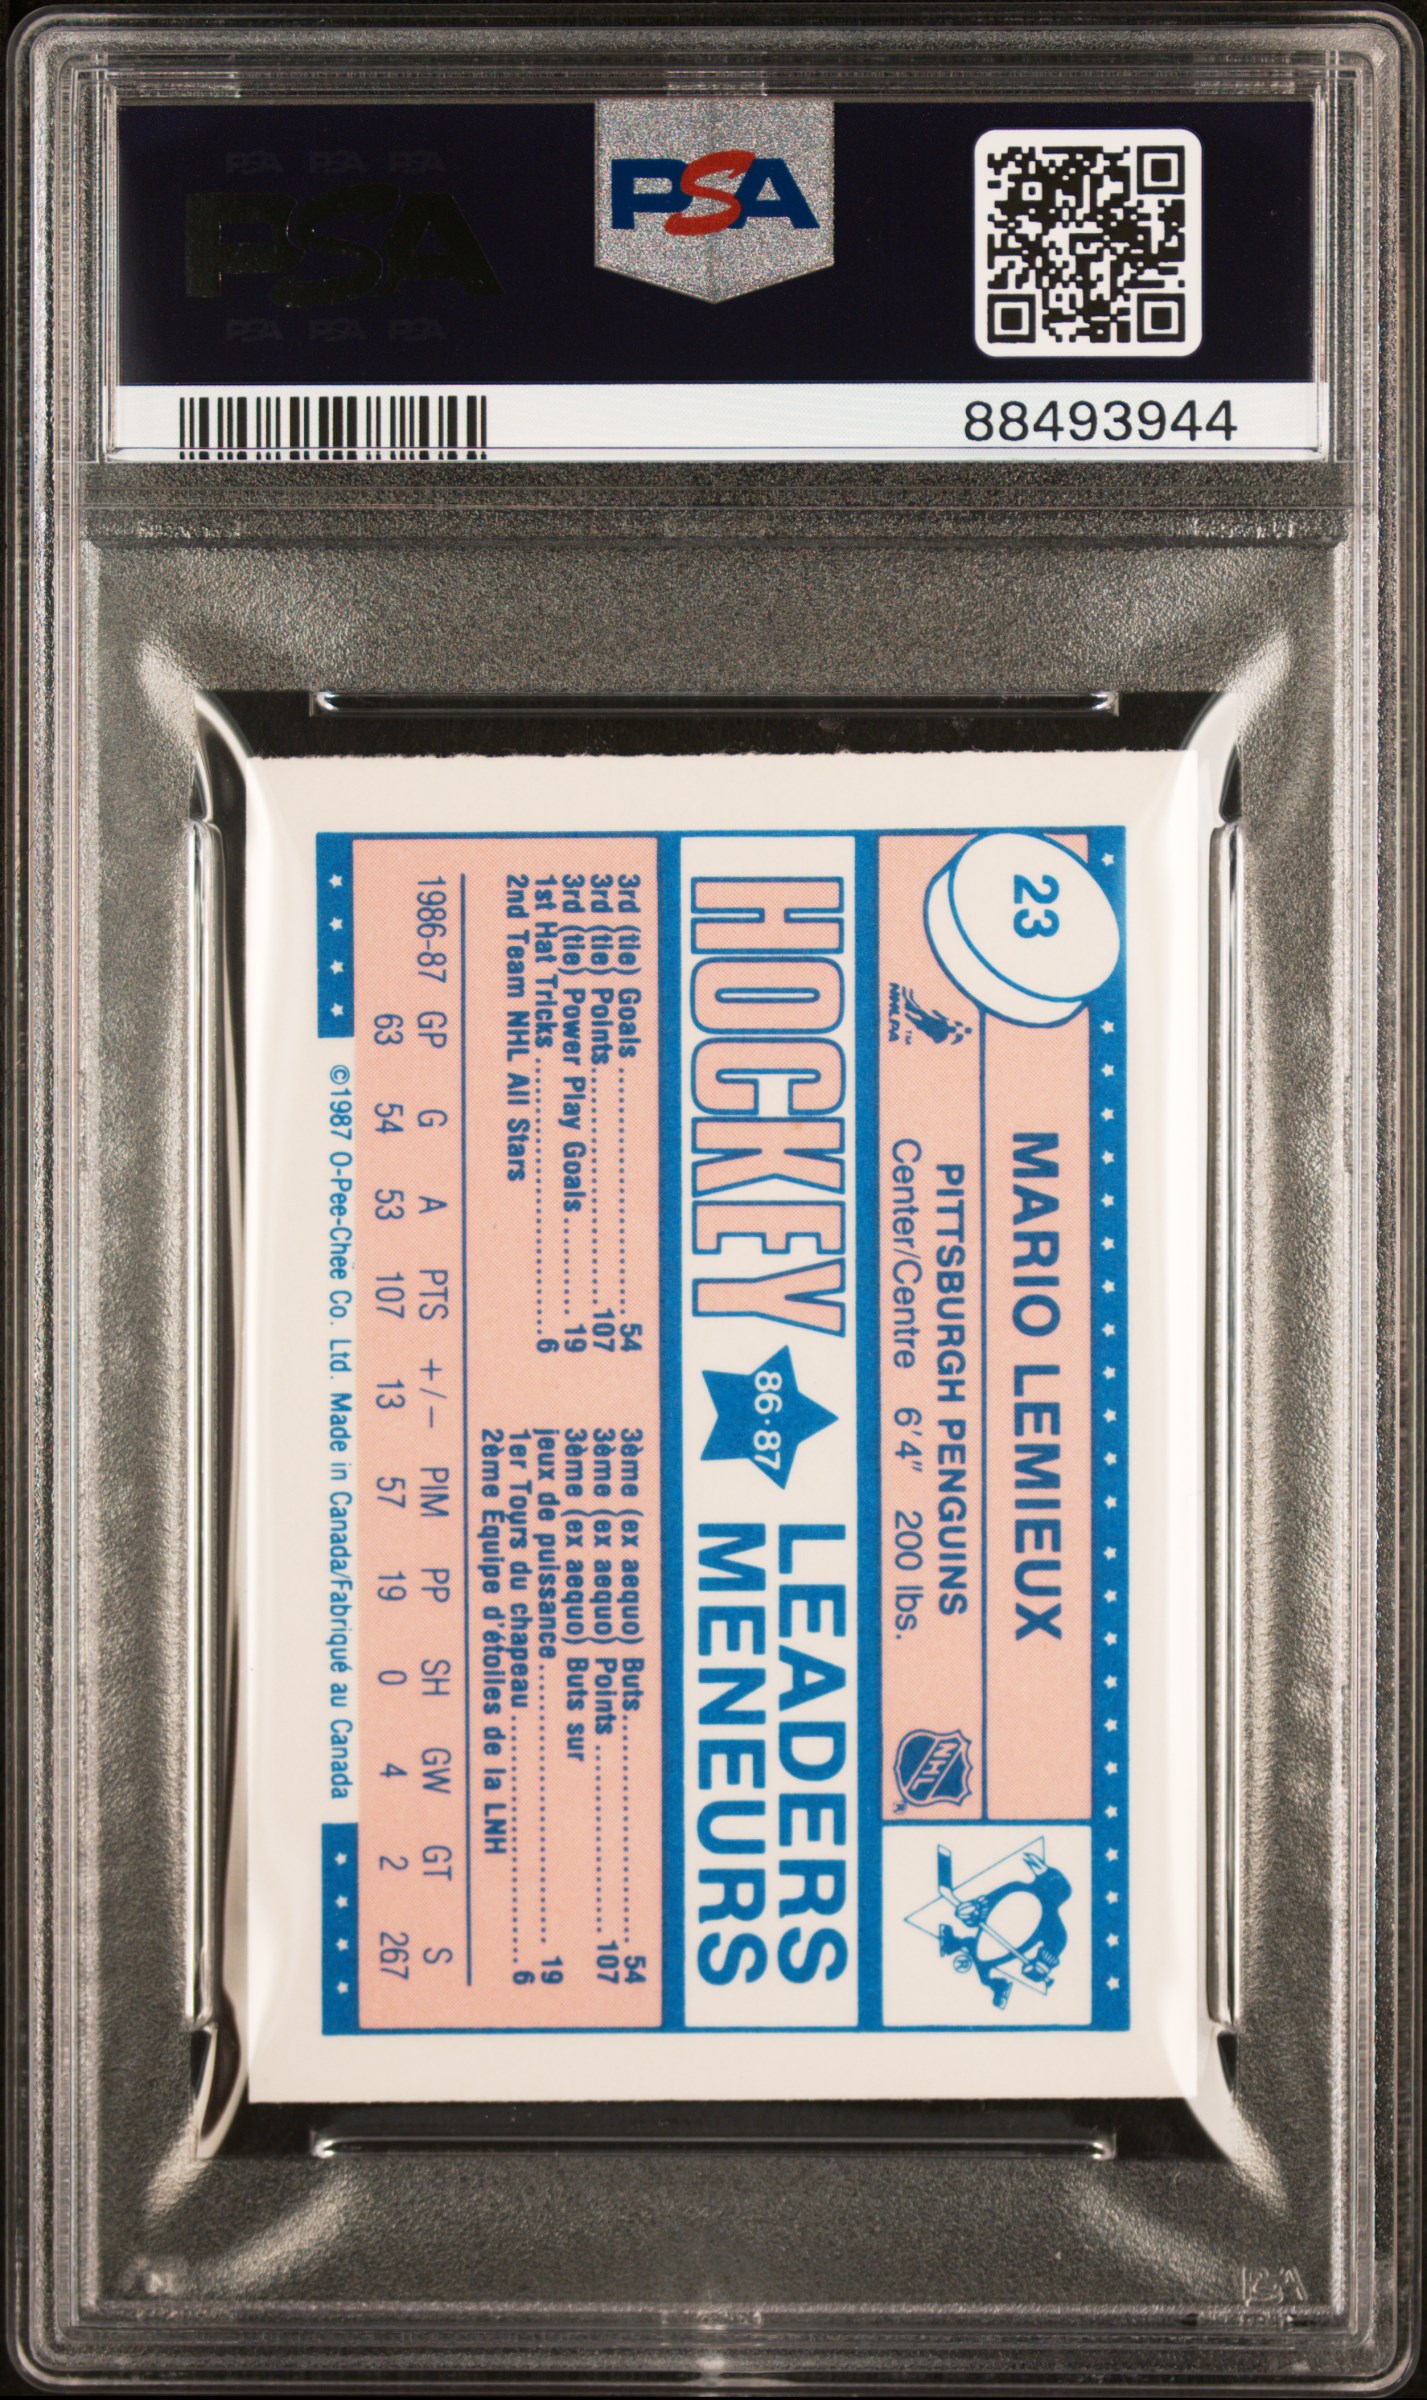 PSA PSA PSA
PSA
PSA PSA PSA
PSA
88493944
23
MARIO LEMIEUX
PITTSBURGH PENGUINS
Center/Centre 6'4" 200 lbs.
NHLPA™
NHL®
®
HOCKEY 86·87 LEADERS
MENEURS
3rd (tie) Goals 54
3rd (tie) Points 107
3rd (tie) Power Play Goals 19
1st Hat Tricks 6
2nd Team NHL All Stars
3ème (ex aequo) Buts 54
3ème (ex aequo) Points 107
3ème (ex aequo) Buts sur
jeux de puissance 19
1er Tours du chapeau 6
2ème Équipe d'étoiles de la LNH
1986-87 GP G A PTS +/− PIM PP SH GW GT S
63 54 53 107 13 57 19 0 4 2 267
©1987 O-Pee-Chee Co. Ltd. Made in Canada/Fabriqué au Canada
PSA